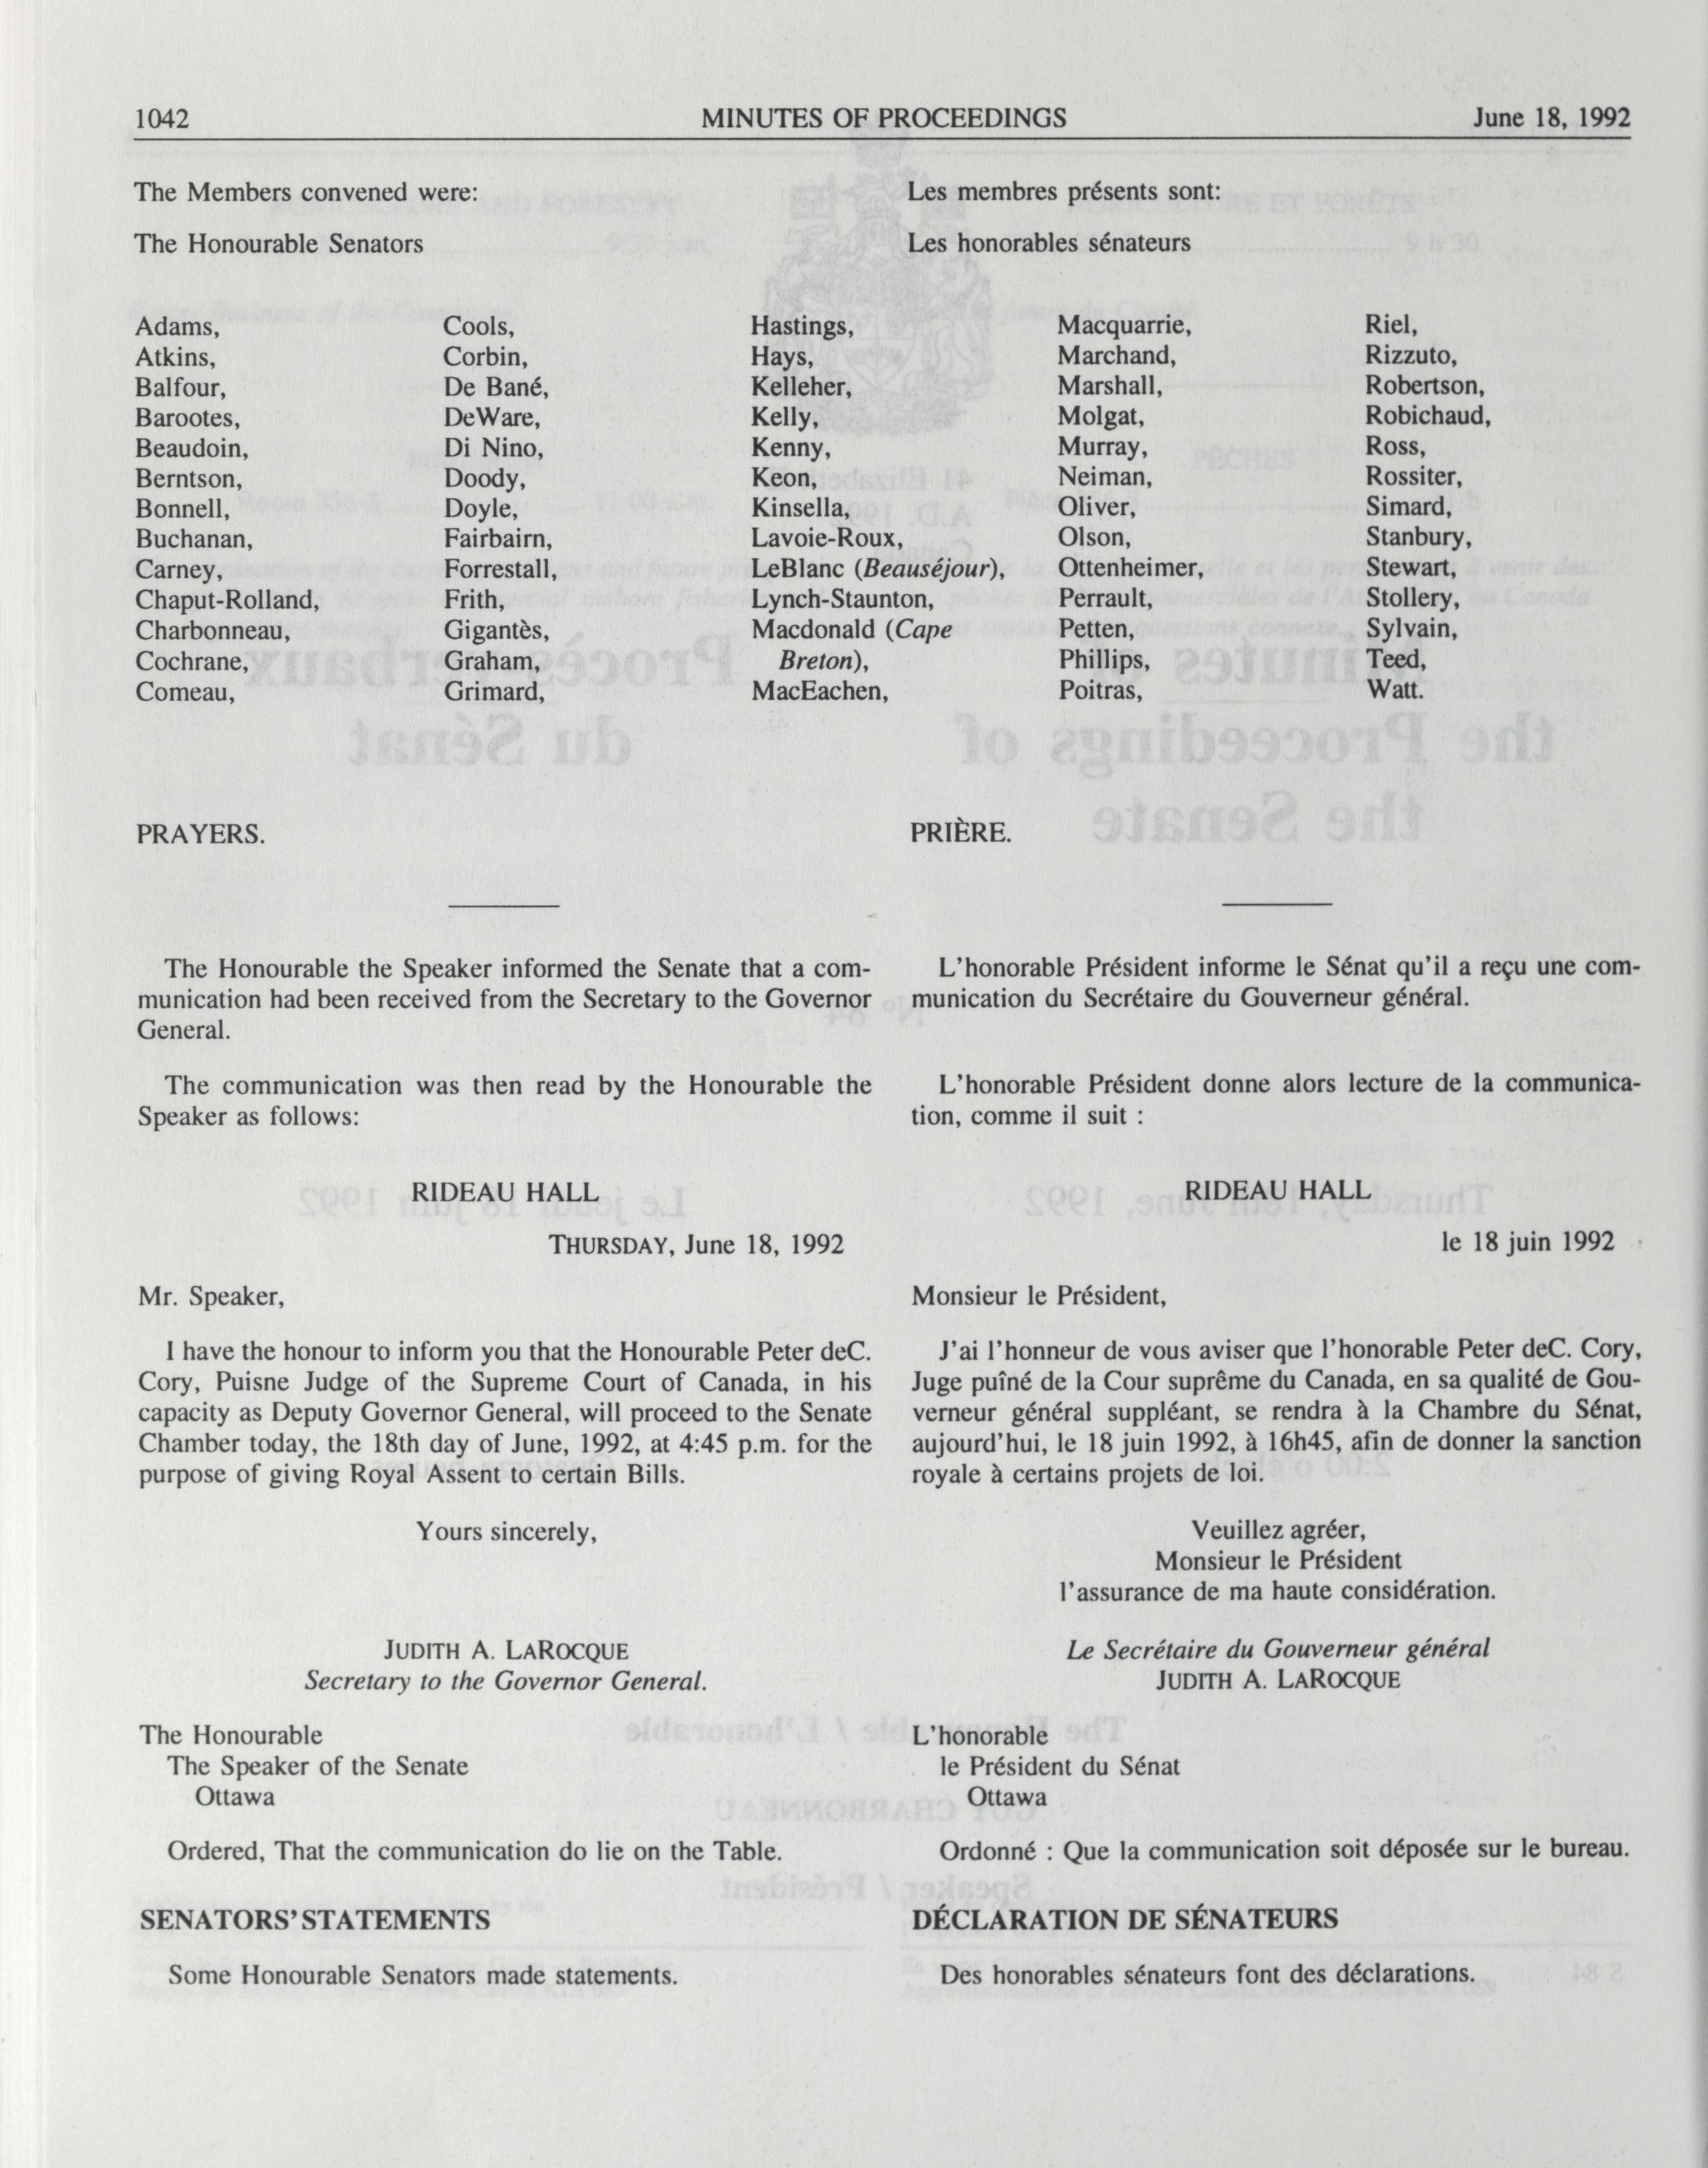 1042 MINUTES OF PROCEEDINGS June 18, 1992
The Members convened were:
The Honourable Senators
Les membres présents sont:
Les honorables sénateurs
Adams,
Atkins,
Balfour,
Barootes,
Beaudoin,
Berntson,
Bonnell,
Buchanan,
Carney,
Chaput-Rolland,
Charbonneau,
Cochrane,
Comeau,
Cools,
Corbin,
De Bané,
DeWare,
Di Nino,
Doody,
Doyle,
Fairbairn,
Forrestall,
Frith,
Gigantès,
Graham,
Grimard,
Hastings,
Hays,
Kelleher,
Kelly,
Kenny,
Keon,
Kinsella,
Lavoie-Roux,
LeBlanc (Beauséjour),
Lynch-Staunton,
Macdonald (Cape
Breton),
MacEachen,
Macquarrie,
Marchand,
Marshall,
Molgat,
Murray,
Neiman,
Oliver,
Olson,
Ottenheimer,
Perrault,
Petten,
Phillips,
Poitras,
Riel,
Rizzuto,
Robertson,
Robichaud,
Ross,
Rossiter,
Simard,
Stanbury,
Stewart,
Stollery,
Sylvain,
Teed,
Watt.
PRAYERS.
The Honourable the Speaker informed the Senate that a com-
munication had been received from the Secretary to the Governor
General.
The communication was then read by the Honourable the
Speaker as follows:
RIDEAU HALL
THURSDAY, June 18, 1992
Mr. Speaker,
I have the honour to inform you that the Honourable Peter deC.
Cory, Puisne Judge of the Supreme Court of Canada, in his
capacity as Deputy Governor General, will proceed to the Senate
Chamber today, the 18th day of June, 1992, at 4:45 p.m. for the
purpose of giving Royal Assent to certain Bills.
Yours sincerely,
JUDITH A. LAROCQUE
Secretary to the Governor General.
The Honourable
The Speaker of the Senate
Ottawa
Ordered, That the communication do lie on the Table.
SENATORS' STATEMENTS
Some Honourable Senators made statements.
PRIÈRE.
L'honorable Président informe le Sénat qu'il a reçu une com-
munication du Secrétaire du Gouverneur général.
L'honorable Président donne alors lecture de la communica-
tion, comme il suit :
RIDEAU HALL
le 18 juin 1992
Monsieur le Président,
J'ai l'honneur de vous aviser que l'honorable Peter deC. Cory,
Juge puîné de la Cour suprême du Canada, en sa qualité de Gou-
verneur général suppléant, se rendra à la Chambre du Sénat,
aujourd'hui, le 18 juin 1992, à 16h45, afin de donner la sanction
royale à certains projets de loi.
Veuillez agréer,
Monsieur le Président
l'assurance de ma haute considération.
Le Secrétaire du Gouverneur général
JUDITH A. LAROCQUE
L'honorable
le Président du Sénat
Ottawa
Ordonné : Que la communication soit déposée sur le bureau.
DÉCLARATION DE SÉNATEURS
Des honorables sénateurs font des déclarations.